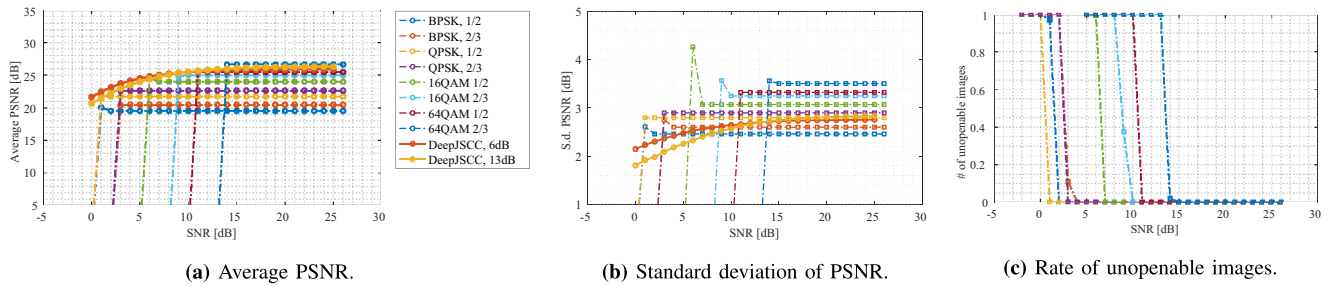 35
30
25
20
15
10
5
-5 0 5 10 15 20 25 30
SNR [dB]
Average PSNR [dB]
BPSK, 1/2
BPSK, 2/3
QPSK, 1/2
QPSK, 2/3
16QAM 1/2
16QAM 2/3
64QAM 1/2
64QAM 2/3
DeepJSCC, 6dB
DeepJSCC, 13dB
(a) Average PSNR.
5
4
3
2
1
-5 0 5 10 15 20 25 30
SNR [dB]
S.d. PSNR [dB]
(b) Standard deviation of PSNR.
1
0.8
0.6
0.4
0.2
0
-5 0 5 10 15 20 25 30
SNR [dB]
# of unopenable images
(c) Rate of unopenable images.